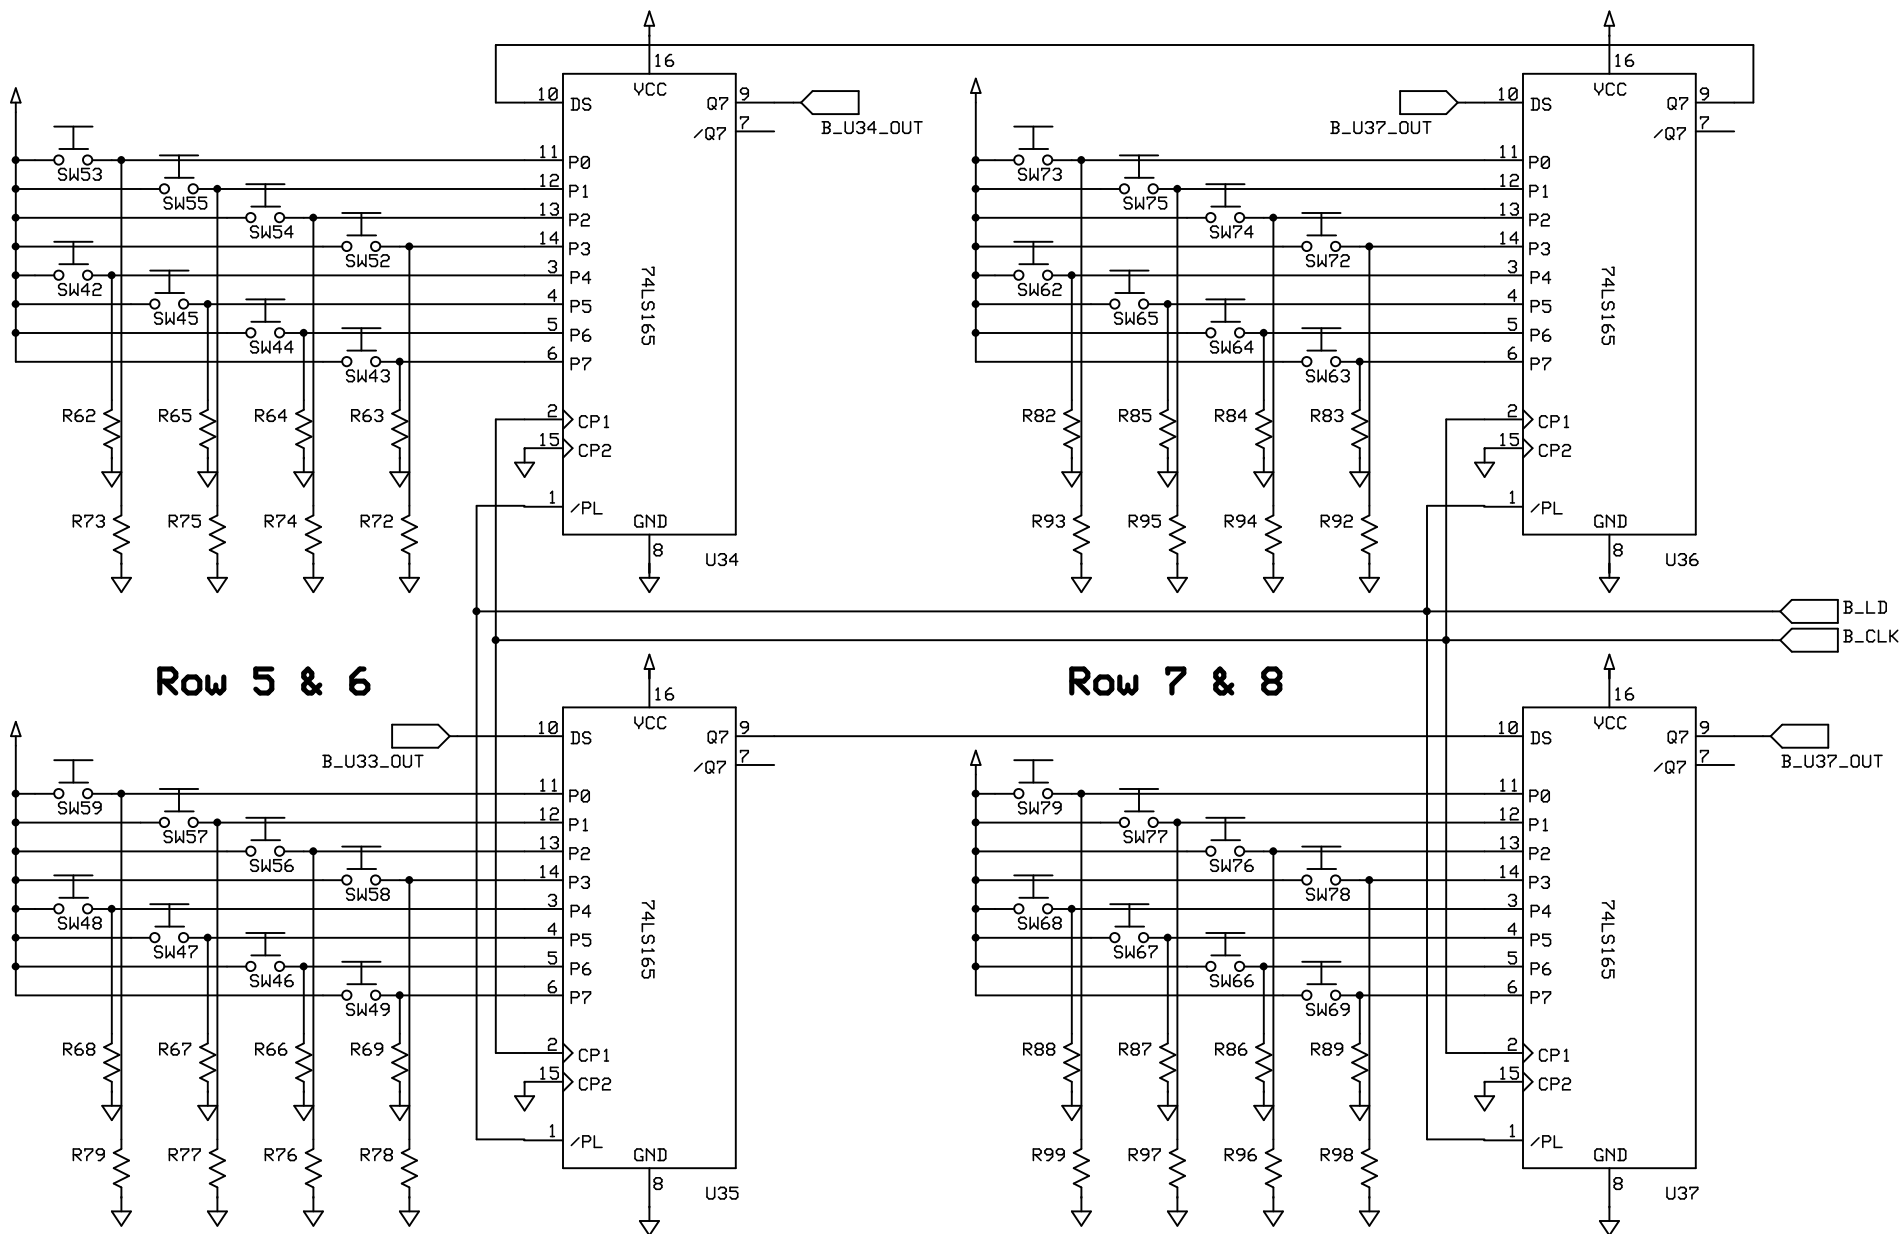 16
VCC
10 DS
Q7 9
B_U34_OUT
/Q7 7
11 P0
SW53
12 P1
SW55
13 P2
SW54
14 P3
SW52
3 P4
SW42
4 P5
SW45
5 P6
SW44
6 P7
SW43
74LS165
R62
R65
R64
R63
2 CP1
15 CP2
1 /PL
R73
R75
R74
R72
GND
8
U34
16
VCC
10 DS
B_U37_OUT
Q7 9
/Q7 7
11 P0
SW73
12 P1
SW75
13 P2
SW74
14 P3
SW72
3 P4
SW62
4 P5
SW65
5 P6
SW64
6 P7
SW63
74LS165
R82
R85
R84
R83
2 CP1
15 CP2
1 /PL
R93
R95
R94
R92
GND
8
U36
B_LD
B_CLK
Row 5 & 6
Row 7 & 8
16
VCC
10 DS
B_U33_OUT
Q7 9
/Q7 7
11 P0
SW59
12 P1
SW57
13 P2
SW56
14 P3
SW58
3 P4
SW48
4 P5
SW47
5 P6
SW46
6 P7
SW49
74LS165
R68
R67
R66
R69
2 CP1
15 CP2
1 /PL
R79
R77
R76
R78
GND
8
U35
16
VCC
10 DS
Q7 9
B_U37_OUT
/Q7 7
11 P0
SW79
12 P1
SW77
13 P2
SW76
14 P3
SW78
3 P4
SW68
4 P5
SW67
5 P6
SW66
6 P7
SW69
74LS165
R88
R87
R86
R89
2 CP1
15 CP2
1 /PL
R99
R97
R96
R98
GND
8
U37